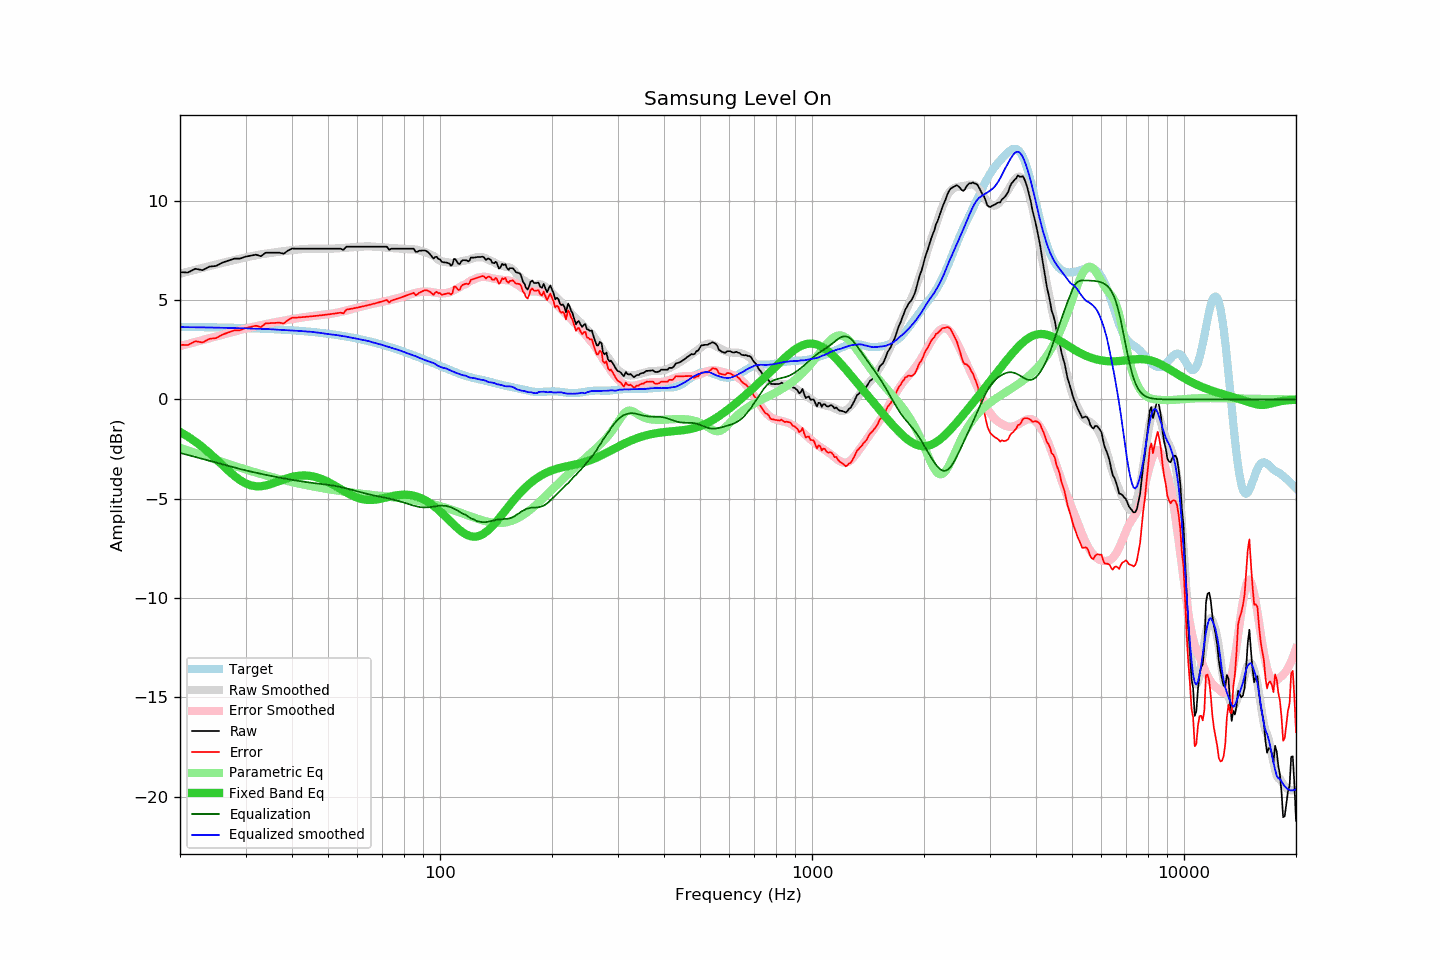 Samsung Level On
Amplitude (dBr)
10
5
0
−5
−10
−15
−20
Target
Raw Smoothed
Error Smoothed
Raw
Error
Parametric Eq
Fixed Band Eq
Equalization
Equalized smoothed
100 1000 10000
Frequency (Hz)